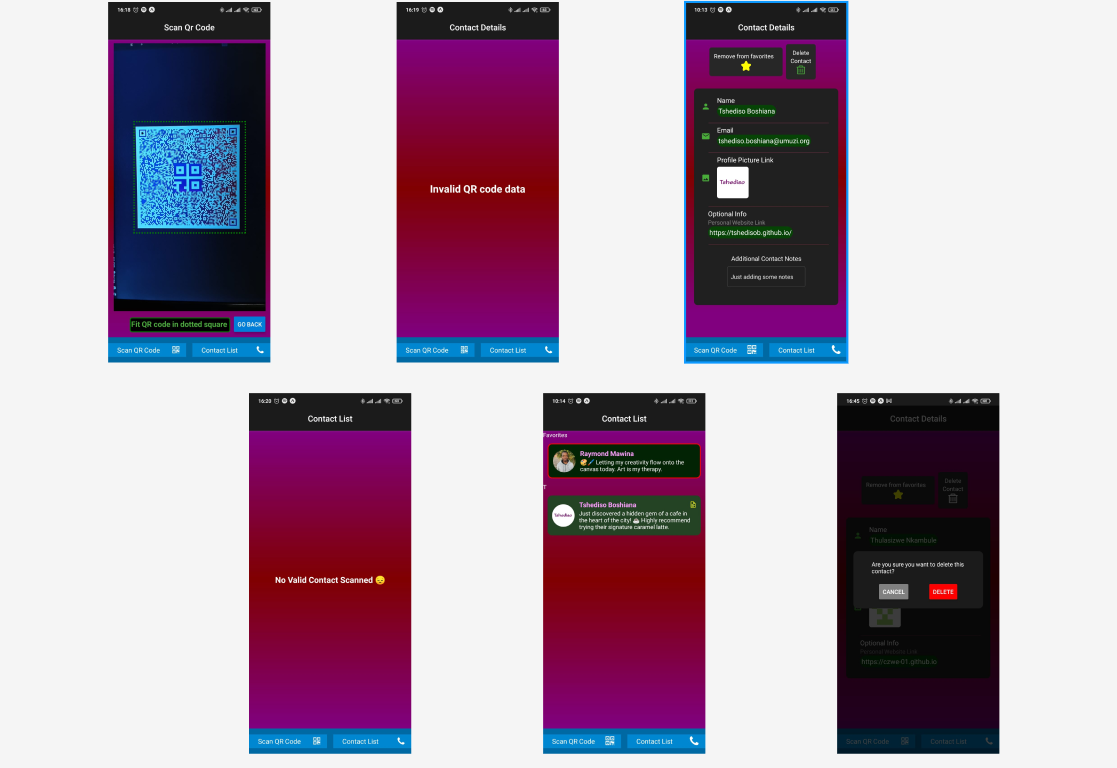 16:18
Scan Qr Code
Fit QR code in dotted square
GO BACK
Scan QR Code
Contact List
16:19
Contact Details
Invalid QR code data
Scan QR Code
Contact List
10:13
Contact Details
Remove from favorites
Delete
Contact
Name
Tshediso Boshiana
Email
tshediso.boshiana@umuzi.org
Profile Picture Link
Tshediso
Optional Info
Personal Website Link
https://tshedisob.github.io/
Additional Contact Notes
Just adding some notes
Scan QR Code
Contact List
16:20
Contact List
No Valid Contact Scanned 😞
Scan QR Code
Contact List
10:14
Contact List
Favorites
Raymond Mawina
🎨🖌️ Letting my creativity flow onto the
canvas today. Art is my therapy.
T
Tshediso
Tshediso Boshiana
Just discovered a hidden gem of a cafe in
the heart of the city! ☕ Highly recommend
trying their signature caramel latte.
Scan QR Code
Contact List
16:45
Contact Details
Remove from favorites
Delete
Contact
Name
Thulasizwe Nkambule
Are you sure you want to delete this
contact?
CANCEL
DELETE
Optional Info
Personal Website Link
https://czwe-01.github.io
Scan QR Code
Contact List